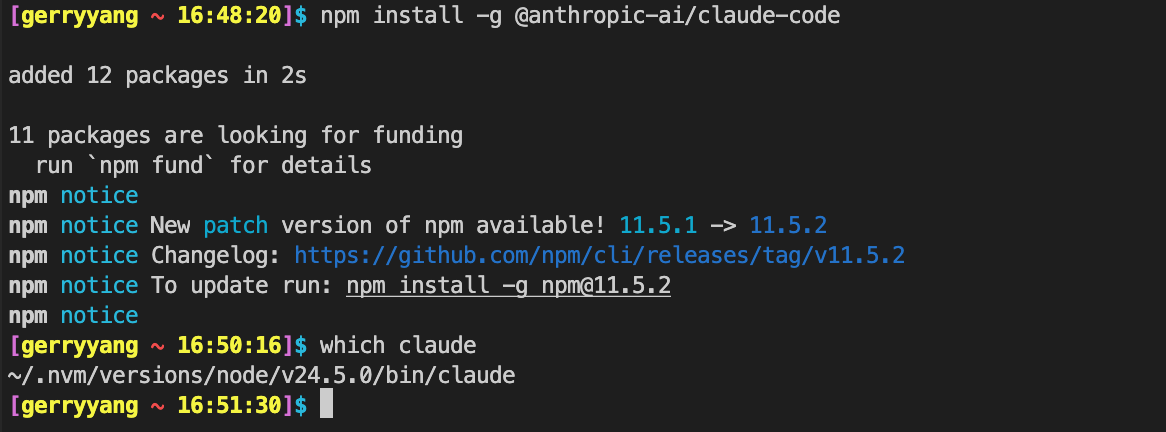 [gerryyang ~ 16:48:20]$ npm install -g @anthropic-ai/claude-code
added 12 packages in 2s
11 packages are looking for funding
  run `npm fund` for details
npm notice
npm notice New patch version of npm available! 11.5.1 -> 11.5.2
npm notice Changelog: https://github.com/npm/cli/releases/tag/v11.5.2
npm notice To update run: npm install -g npm@11.5.2
npm notice
[gerryyang ~ 16:50:16]$ which claude
~/.nvm/versions/node/v24.5.0/bin/claude
[gerryyang ~ 16:51:30]$